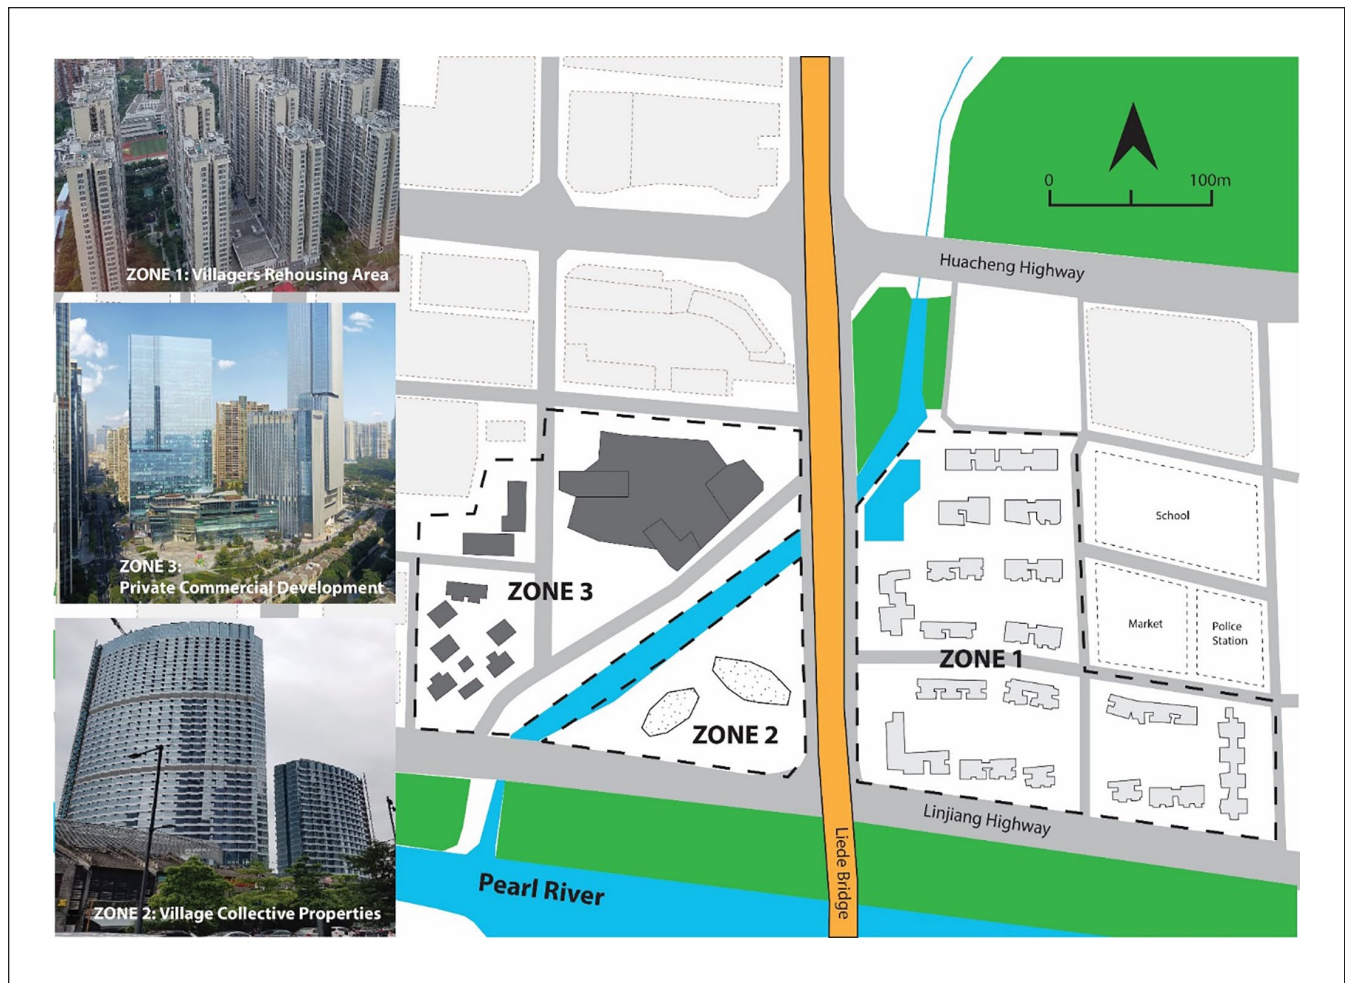 ZONE 1: Villagers Rehousing Area
ZONE 3:
Private Commercial Development
ZONE 2: Village Collective Properties
0 100m
Huacheng Highway
School
Market
Police
Station
ZONE 3
ZONE 1
ZONE 2
Linjiang Highway
Liede Bridge
Pearl River